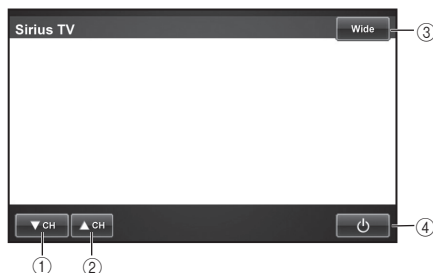 Sirius TV Wide ③
▼ CH ▲ CH ④
① ②